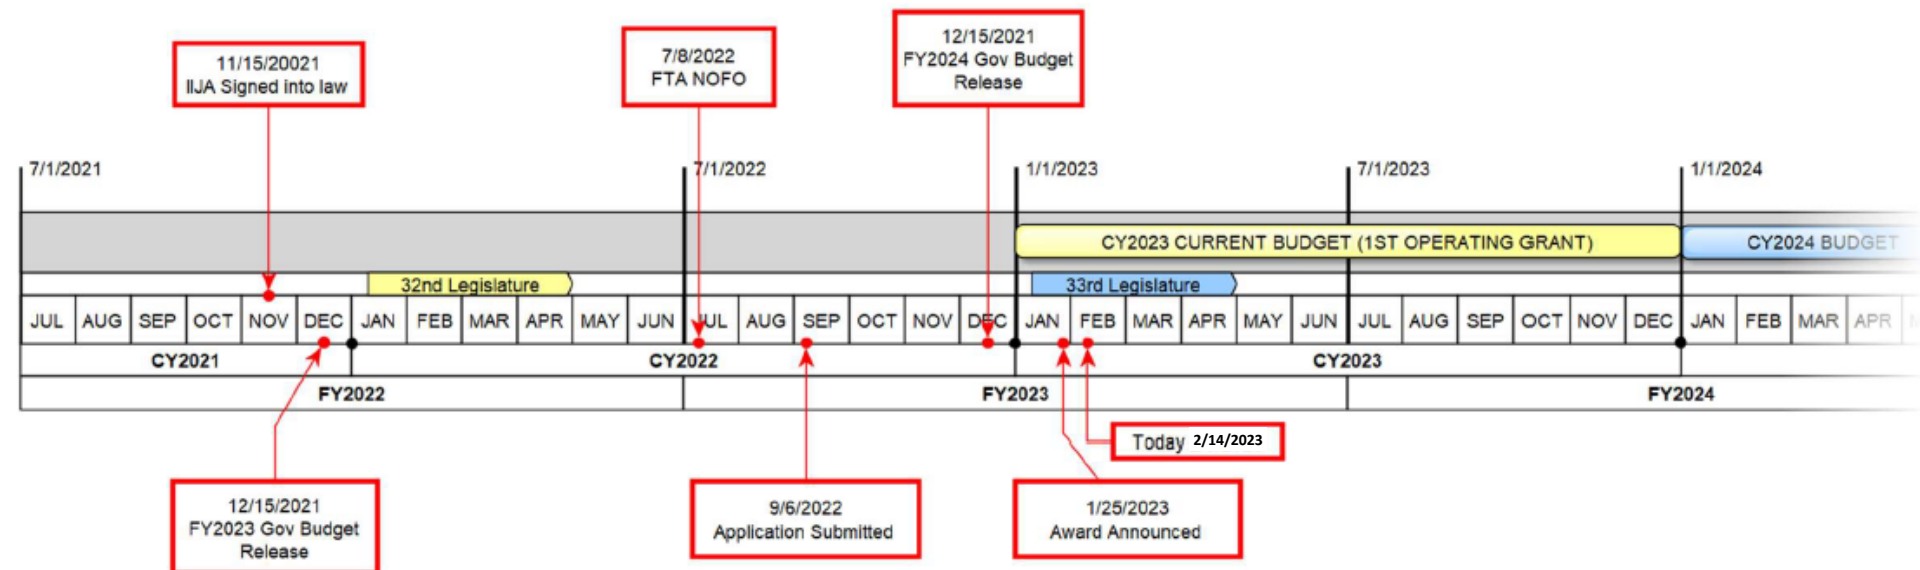 11/15/20021
IIJA Signed into law
7/8/2022
FTA NOFO
12/15/2021
FY2024 Gov Budget
Release
7/1/2021
7/1/2022
1/1/2023
7/1/2023
1/1/2024
CY2023 CURRENT BUDGET (1ST OPERATING GRANT)
CY2024 BUDGET
32nd Legislature
33rd Legislature
JUL AUG SEP OCT NOV DEC JAN FEB MAR APR MAY JUN JUL AUG SEP OCT NOV DEC JAN FEB MAR APR MAY JUN JUL AUG SEP OCT NOV DEC JAN FEB MAR APR
CY2021 CY2022 CY2023
FY2022 FY2023 FY2024
Today 2/14/2023
12/15/2021
FY2023 Gov Budget
Release
9/6/2022
Application Submitted
1/25/2023
Award Announced